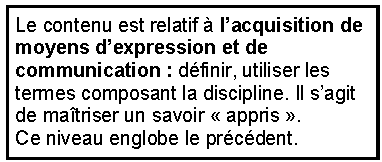 Le contenu est relatif à l’acquisition de
moyens d’expression et de
communication : définir, utiliser les
termes composant la discipline. Il s’agit
de maîtriser un savoir « appris ».
Ce niveau englobe le précédent.